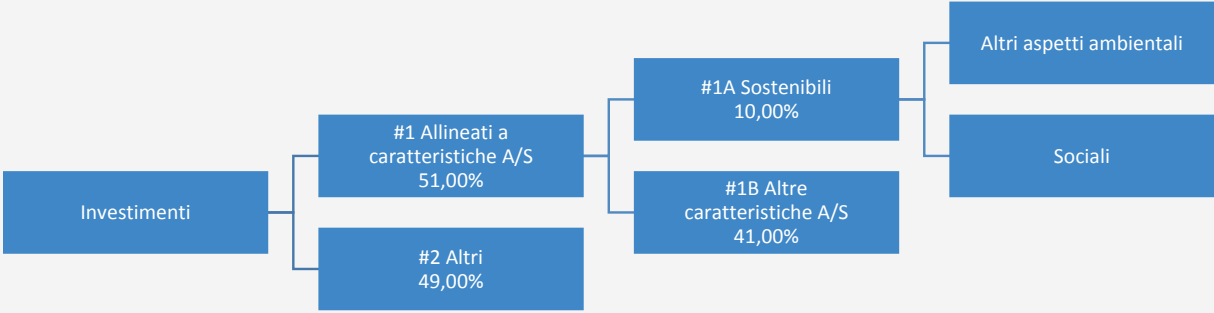 Investimenti
#1 Allineati a
caratteristiche A/S
51,00%
#2 Altri
49,00%
#1A Sostenibili
10,00%
#1B Altre
caratteristiche A/S
41,00%
Altri aspetti ambientali
Sociali